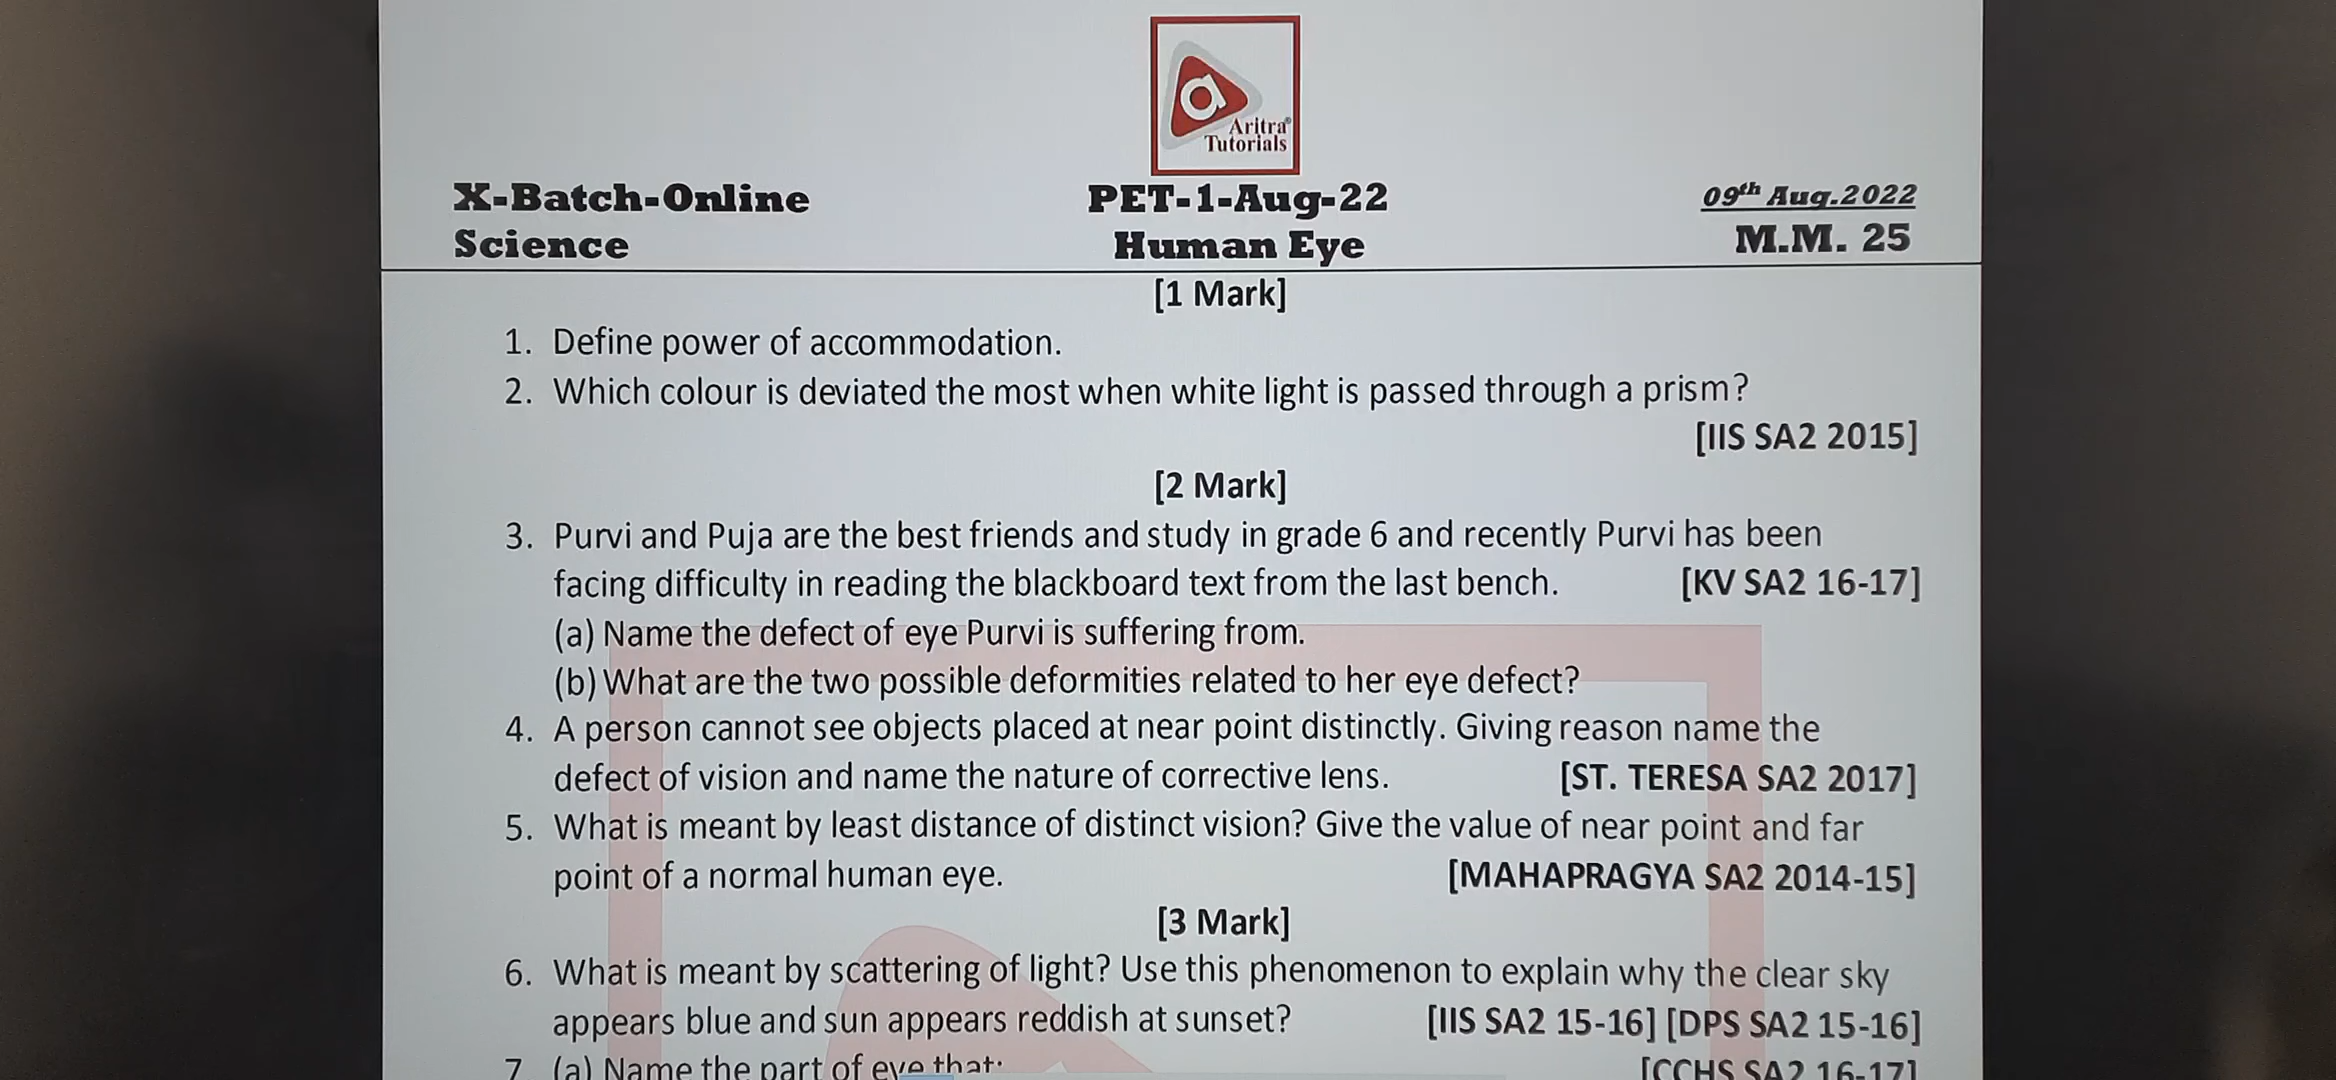 Aritra®
Tutorials
X-Batch-Online PET-1-Aug-22 09th Aug.2022
Science Human Eye M.M. 25
[1 Mark]
1. Define power of accommodation.
2. Which colour is deviated the most when white light is passed through a prism?
[IIS SA2 2015]
[2 Mark]
3. Purvi and Puja are the best friends and study in grade 6 and recently Purvi has been
facing difficulty in reading the blackboard text from the last bench. [KV SA2 16-17]
(a) Name the defect of eye Purvi is suffering from.
(b) What are the two possible deformities related to her eye defect?
4. A person cannot see objects placed at near point distinctly. Giving reason name the
defect of vision and name the nature of corrective lens. [ST. TERESA SA2 2017]
5. What is meant by least distance of distinct vision? Give the value of near point and far
point of a normal human eye. [MAHAPRAGYA SA2 2014-15]
[3 Mark]
6. What is meant by scattering of light? Use this phenomenon to explain why the clear sky
appears blue and sun appears reddish at sunset? [IIS SA2 15-16] [DPS SA2 15-16]
7. (a) Name the part of eye that: [CCHS SA2 16-17]